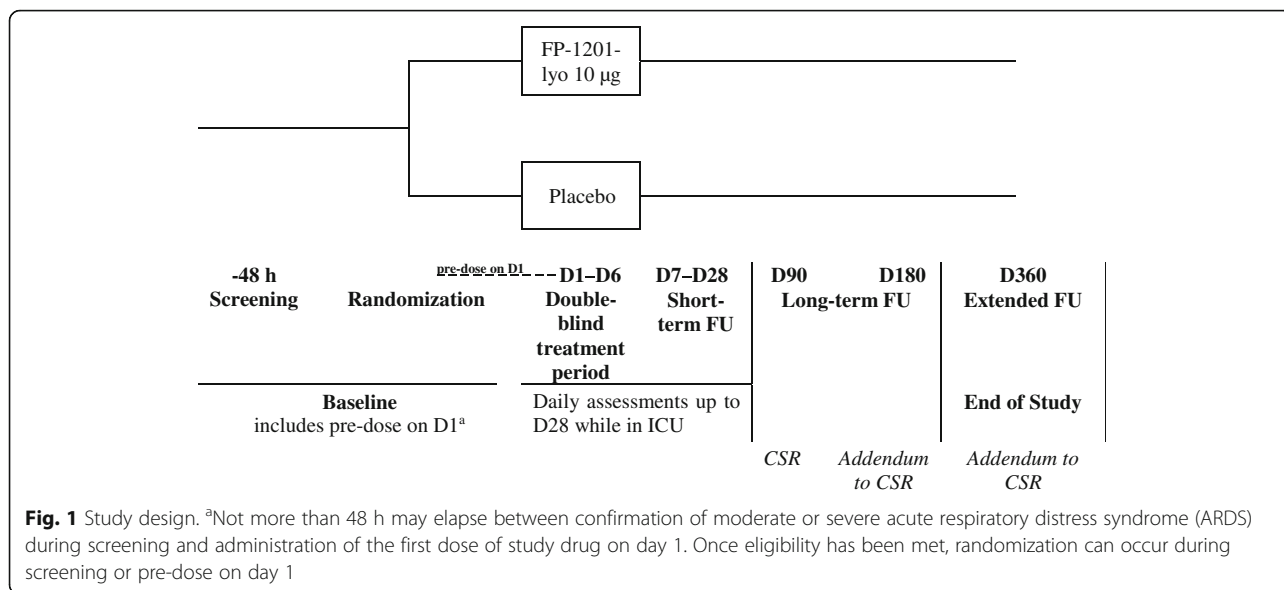 FP-1201-
lyo 10 µg
Placebo
pre-dose on D1
-48 h D1–D6 D7–D28 D90 D180 D360
Screening Randomization Double- Short- Long-term FU Extended FU
blind term FU
treatment
period
Baseline Daily assessments up to End of Study
includes pre-dose on D1a D28 while in ICU
CSR Addendum Addendum to
to CSR CSR
Fig. 1 Study design. aNot more than 48 h may elapse between confirmation of moderate or severe acute respiratory distress syndrome (ARDS)
during screening and administration of the first dose of study drug on day 1. Once eligibility has been met, randomization can occur during
screening or pre-dose on day 1